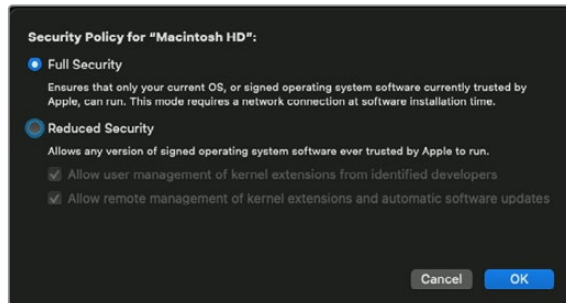 Security Policy for “Macintosh HD”:
Full Security
Ensures that only your current OS, or signed operating system software currently trusted by
Apple, can run. This mode requires a network connection at software installation time.
Reduced Security
Allows any version of signed operating system software ever trusted by Apple to run.
Allow user management of kernel extensions from identified developers
Allow remote management of kernel extensions and automatic software updates
Cancel OK